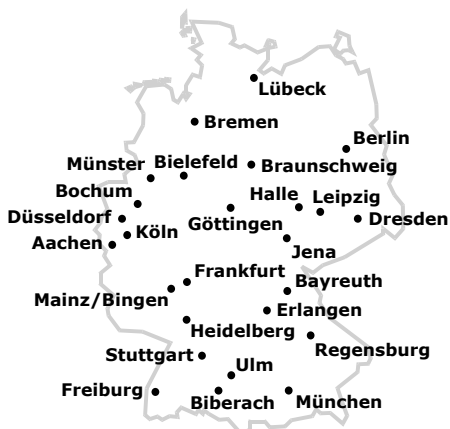 Lübeck
Bremen
Berlin
Münster
Bielefeld
Braunschweig
Bochum
Halle
Leipzig
Düsseldorf
Göttingen
Dresden
Aachen
Köln
Jena
Frankfurt
Bayreuth
Mainz/Bingen
Erlangen
Heidelberg
Regensburg
Stuttgart
Ulm
Freiburg
Biberach
München